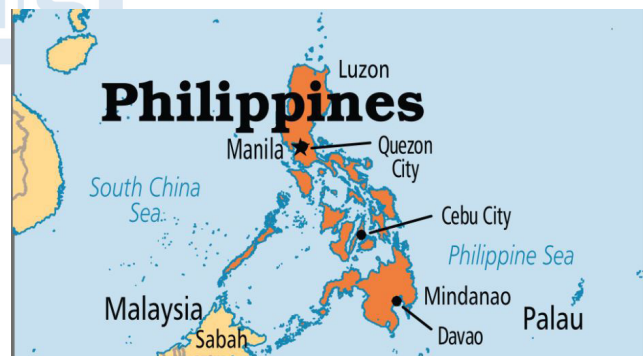 Luzon
Philippines
Manila
Quezon
City
South China
Sea
Cebu City
Philippine Sea
Malaysia
Mindanao
Palau
Sabah
Davao